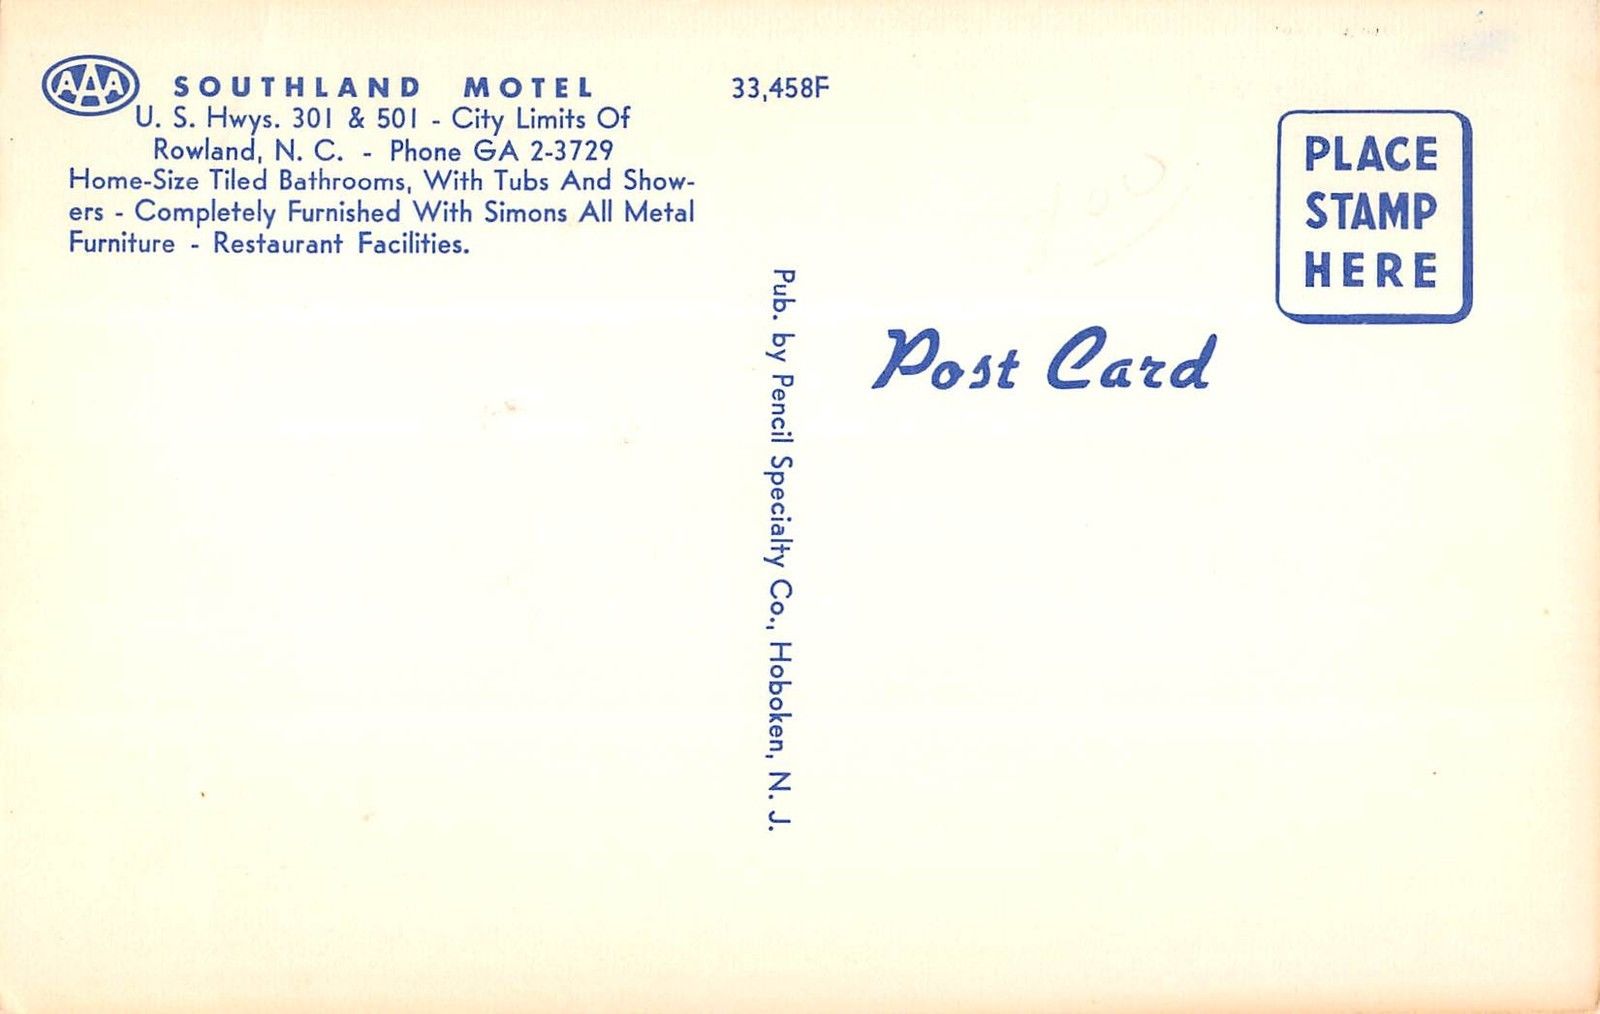 AAA
SOUTHLAND MOTEL
U. S. Hwys. 301 & 501 - City Limits Of
Rowland, N. C. - Phone GA 2-3729
Home-Size Tiled Bathrooms, With Tubs And Show-
ers - Completely Furnished With Simons All Metal
Furniture - Restaurant Facilities.
33,458F
Pub. by Pencil Specialty Co., Hoboken, N. J.
Post Card
PLACE
STAMP
HERE